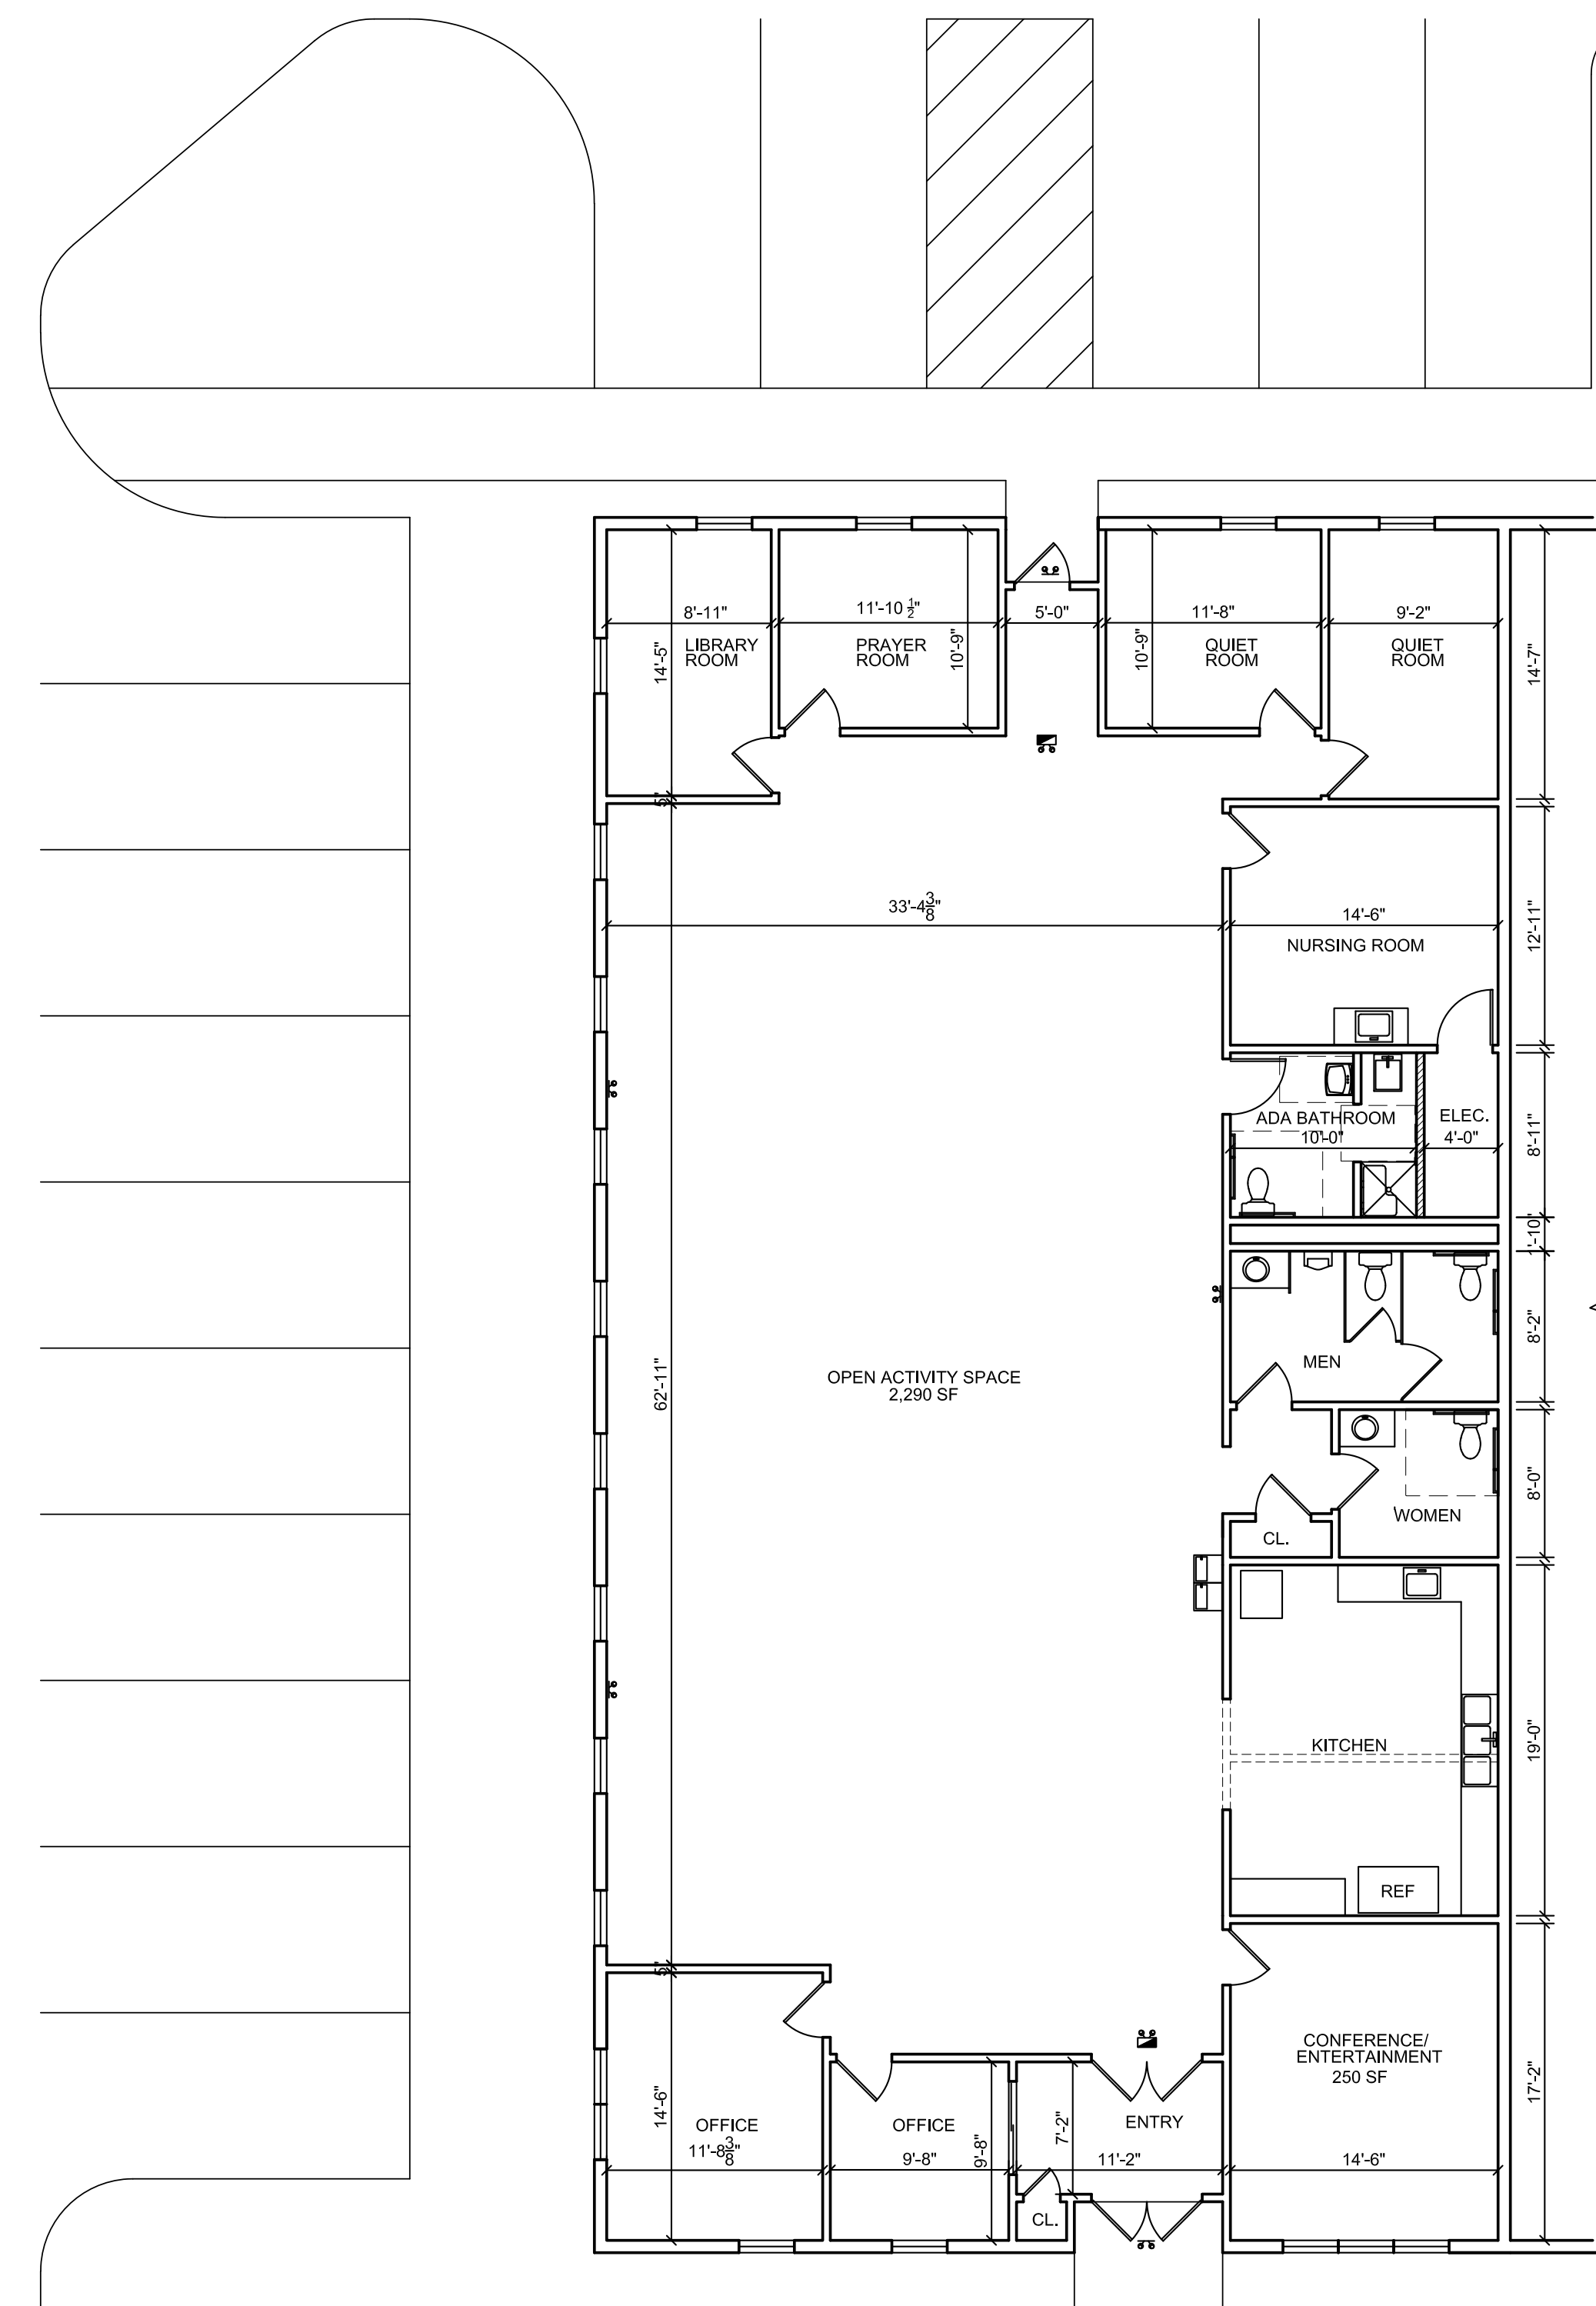 8'-11"
LIBRARY
ROOM
14'-5"
11'-10 1/2"
PRAYER
ROOM
10'-9"
5'-0"
10'-9"
11'-8"
QUIET
ROOM
9'-2"
QUIET
ROOM
14'-7"
5"
33'-4 3/8"
14'-6"
NURSING ROOM
12'-11"
ADA BATHROOM
10'-0"
ELEC.
4'-0"
8'-11"
1'-10"
8'-2"
MEN
OPEN ACTIVITY SPACE
2,290 SF
62'-11"
8'-0"
WOMEN
CL.
KITCHEN
19'-0"
REF
5"
CONFERENCE/
ENTERTAINMENT
250 SF
17'-2"
14'-6"
14'-6"
OFFICE
11'-8 3/8"
OFFICE
9'-8"
9'-8"
7'-2"
ENTRY
11'-2"
CL.